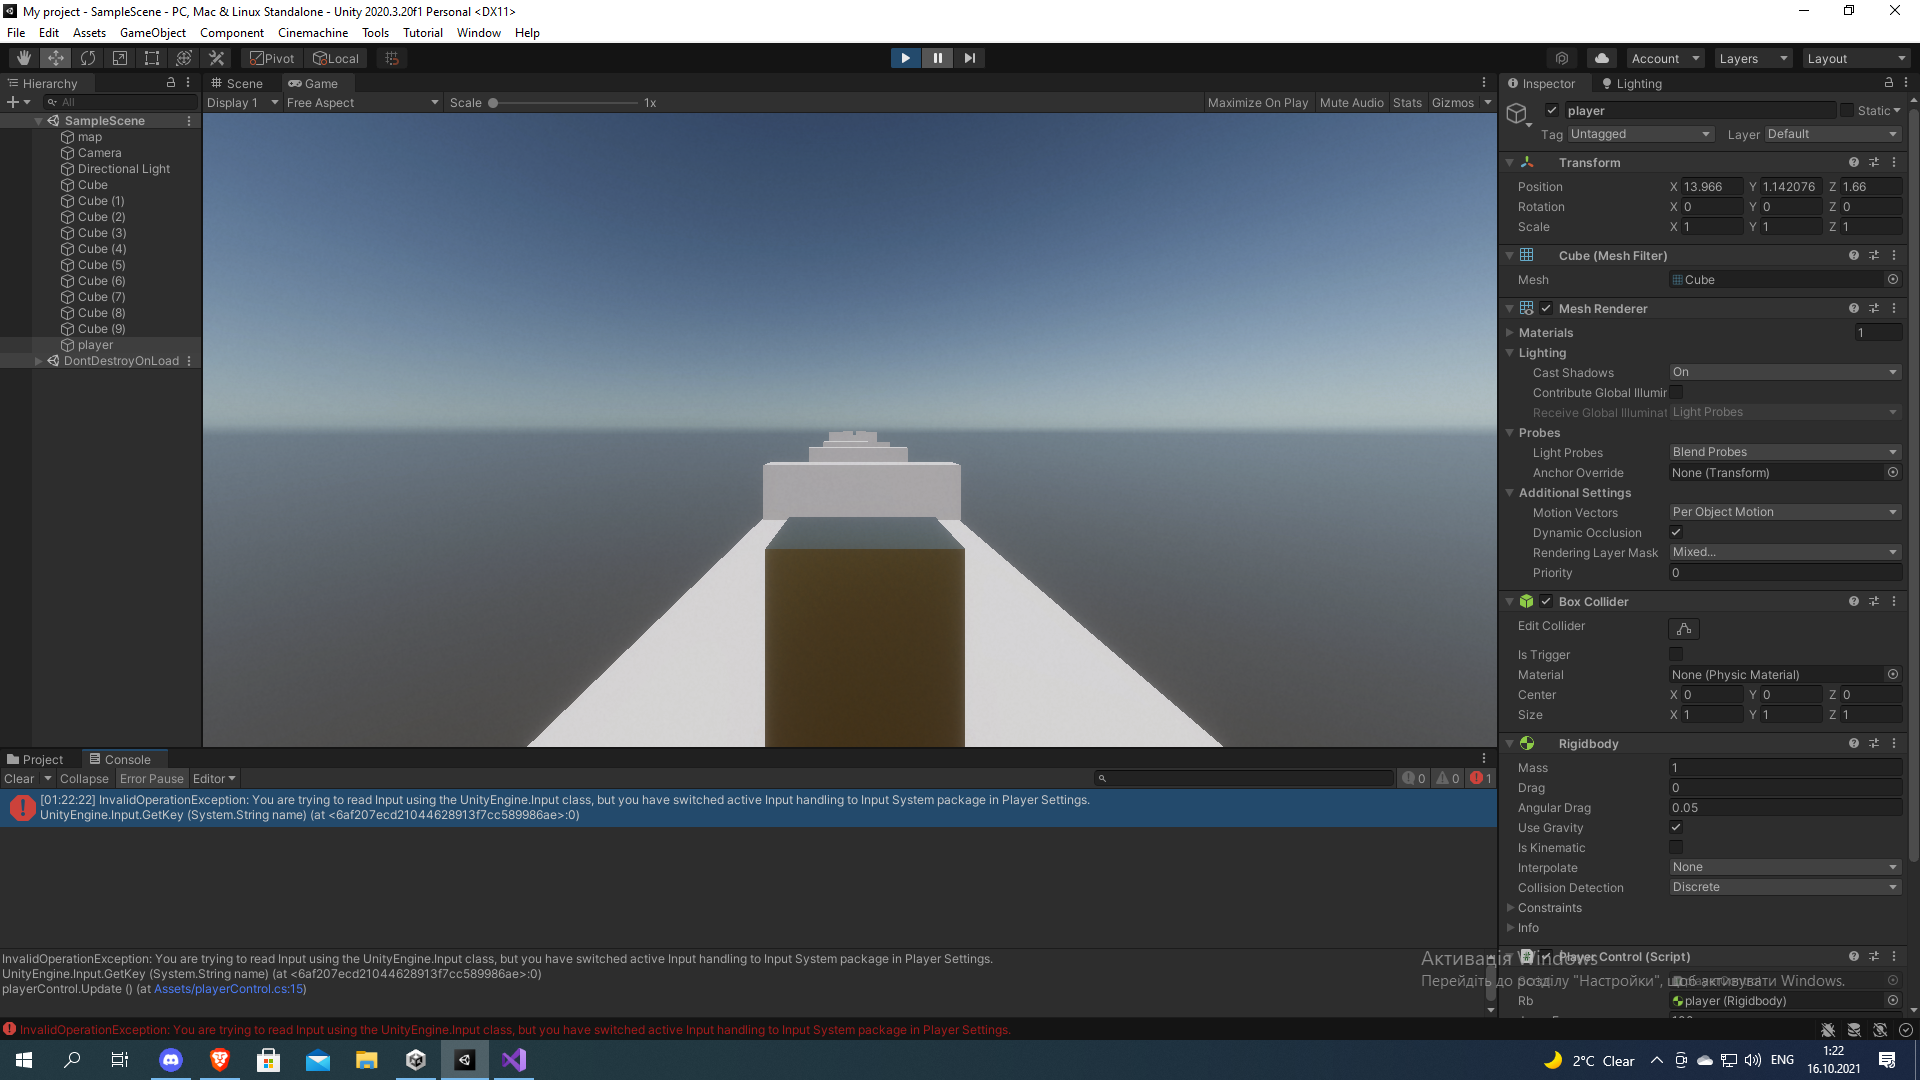 My project - SampleScene - PC, Mac & Linux Standalone - Unity 2020.3.20f1 Personal <DX11>
File Edit Assets GameObject Component Cinemachine Tools Tutorial Window Help
Pivot Local Account Layers Layout
Hierarchy
All
SampleScene
map
Camera
Directional Light
Cube
Cube (1)
Cube (2)
Cube (3)
Cube (4)
Cube (5)
Cube (6)
Cube (7)
Cube (8)
Cube (9)
player
DontDestroyOnLoad
Scene Game
Display 1 Free Aspect Scale 1x Maximize On Play Mute Audio Stats Gizmos
Inspector Lighting
player Static
Tag Untagged Layer Default
Transform
Position X 13.966 Y 1.142076 Z 1.66
Rotation X 0 Y 0 Z 0
Scale X 1 Y 1 Z 1
Cube (Mesh Filter)
Mesh Cube
Mesh Renderer
Materials 1
Lighting
Cast Shadows On
Contribute Global Illumir
Receive Global Illuminat Light Probes
Probes
Light Probes Blend Probes
Anchor Override None (Transform)
Additional Settings
Motion Vectors Per Object Motion
Dynamic Occlusion
Rendering Layer Mask Mixed...
Priority 0
Box Collider
Edit Collider
Is Trigger
Material None (Physic Material)
Center X 0 Y 0 Z 0
Size X 1 Y 1 Z 1
Rigidbody
Mass 1
Drag 0
Angular Drag 0.05
Use Gravity
Is Kinematic
Interpolate None
Collision Detection Discrete
Constraints
Info
Player Control (Script)
Rb player (Rigidbody)
Активація Windows
Перейдіть до розділу "Настройки", щоб активувати Windows.
Project Console
Clear Collapse Error Pause Editor 0 0 1
[01:22:22] InvalidOperationException: You are trying to read Input using the UnityEngine.Input class, but you have switched active Input handling to Input System package in Player Settings.
UnityEngine.Input.GetKey (System.String name) (at <6af207ecd21044628913f7cc589986ae>:0)
InvalidOperationException: You are trying to read Input using the UnityEngine.Input class, but you have switched active Input handling to Input System package in Player Settings.
UnityEngine.Input.GetKey (System.String name) (at <6af207ecd21044628913f7cc589986ae>:0)
playerControl.Update () (at Assets/playerControl.cs:15)
InvalidOperationException: You are trying to read Input using the UnityEngine.Input class, but you have switched active Input handling to Input System package in Player Settings.
2°C Clear ENG 1:22
16.10.2021